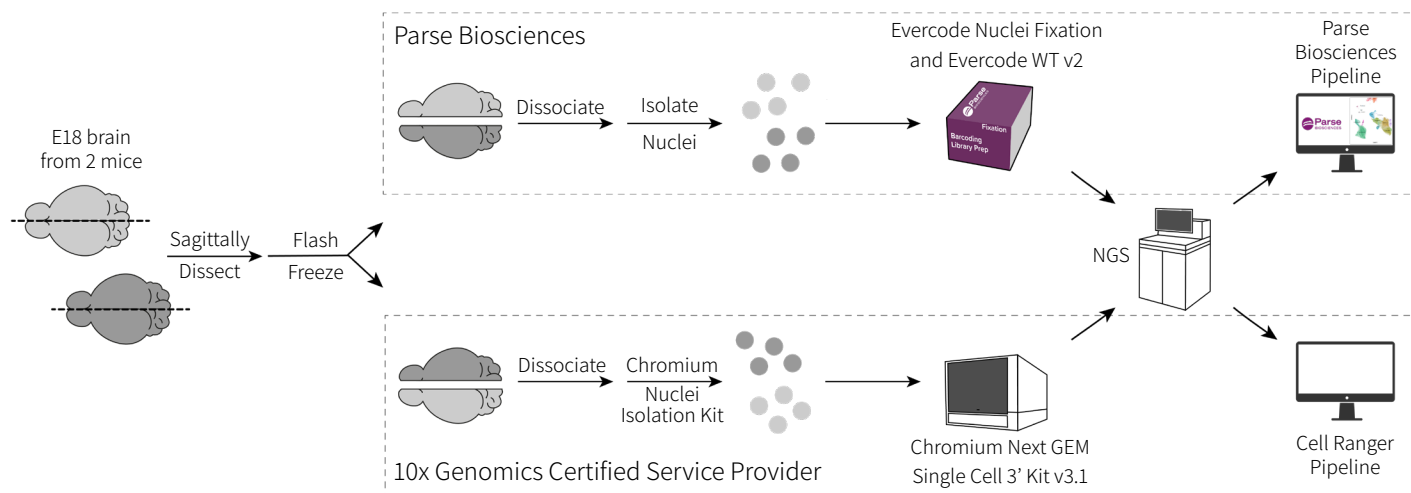 Parse Biosciences
Evercode Nuclei Fixation
and Evercode WT v2
Parse
Biosciences
Pipeline
E18 brain
from 2 mice
Dissociate
Isolate
Nuclei
Parse
BIOSCIENCES
Fixation
Barcoding
Library Prep
Parse
BIOSCIENCES
Sagittally
Dissect
Flash
Freeze
NGS
Dissociate
Chromium
Nuclei
Isolation Kit
Chromium Next GEM
Single Cell 3’ Kit v3.1
Cell Ranger
Pipeline
10x Genomics Certified Service Provider